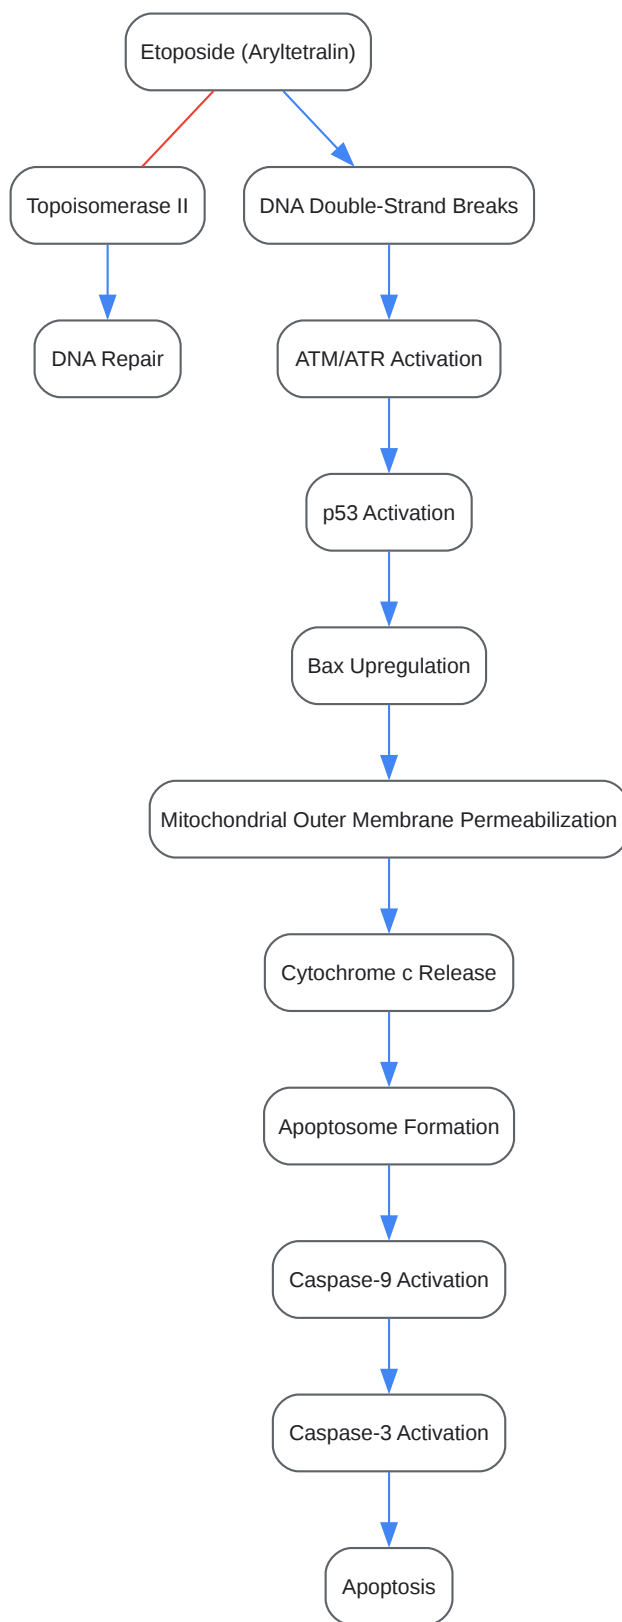 Etoposide (Aryltetralin)
Topoisomerase II
DNA Double-Strand Breaks
DNA Repair
ATM/ATR Activation
p53 Activation
Bax Upregulation
Mitochondrial Outer Membrane Permeabilization
Cytochrome c Release
Apoptosome Formation
Caspase-9 Activation
Caspase-3 Activation
Apoptosis